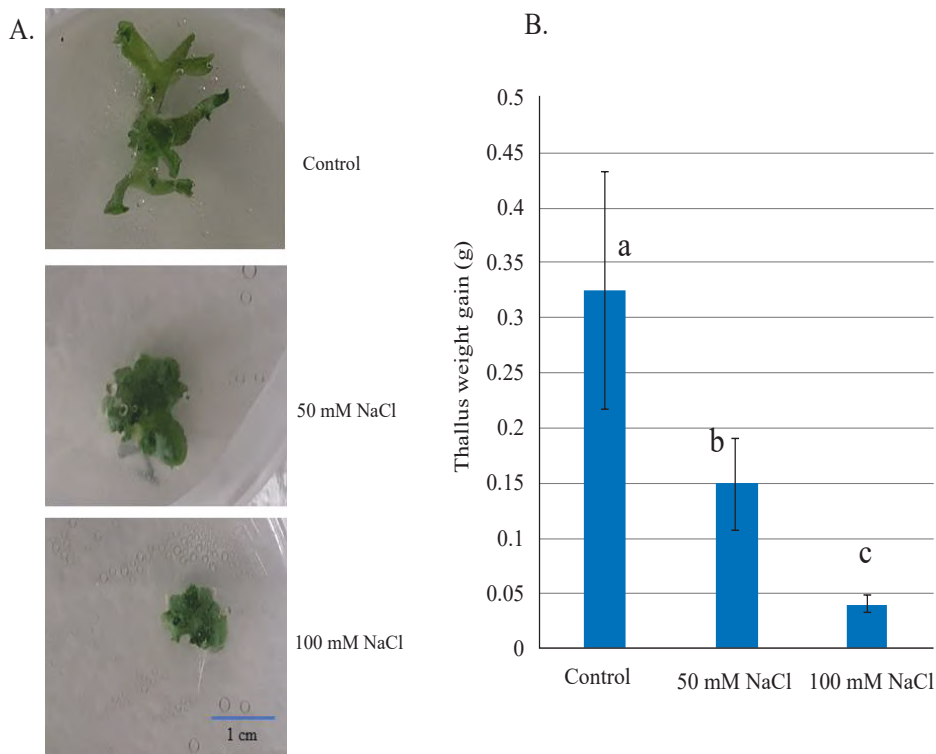 A.
Control
50 mM NaCl
100 mM NaCl
1 cm
B.
Thallus weight gain (g)
0.5
0.45
0.4
0.35
0.3
0.25
0.2
0.15
0.1
0.05
0
a
b
c
Control
50 mM NaCl
100 mM NaCl